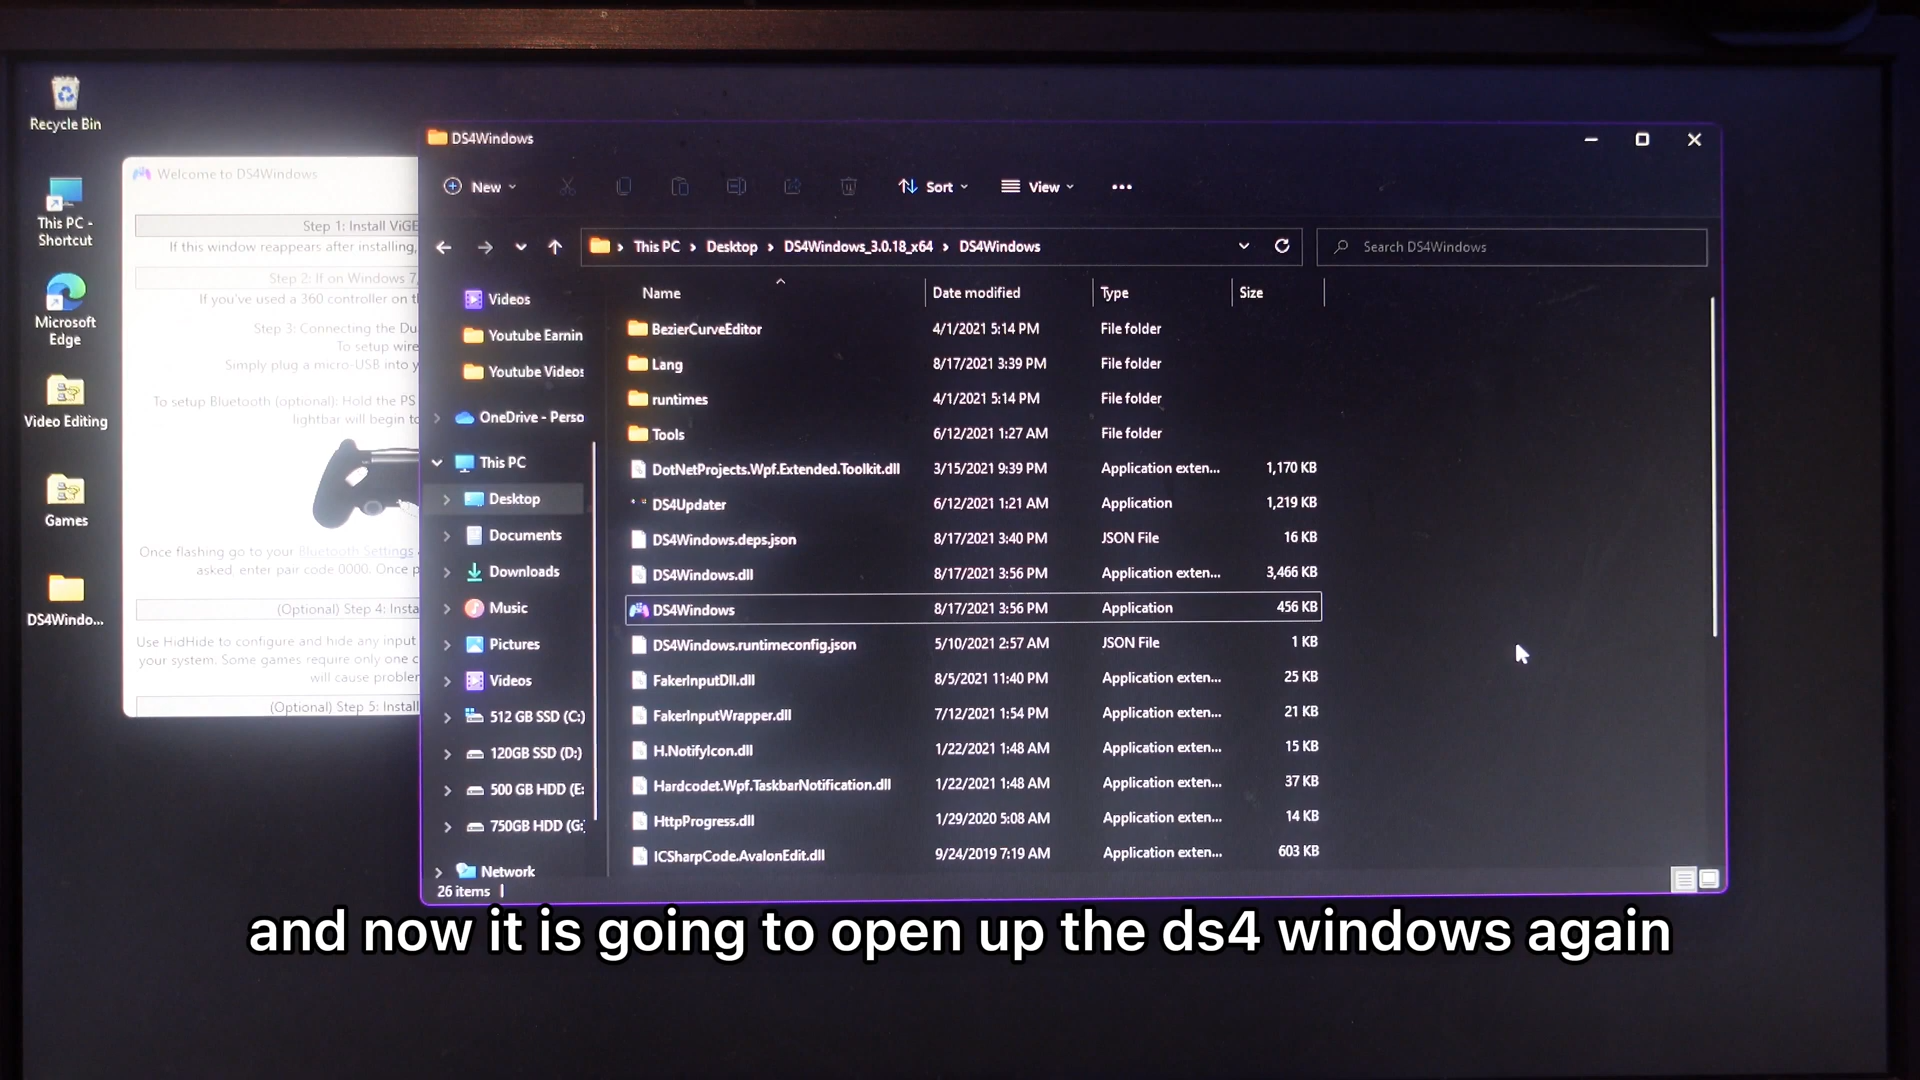 Recycle Bin
This PC -
Shortcut
Microsoft
Edge
Video Editing
Games
DS4Windo...
Welcome to DS4Windows
Step 1: Install ViGE
If this window reappears after installing,
Step 2: If on Windows 7,
If you've used a 360 controller on t
Step 3: Connecting the Du
To setup wire
Simply plug a micro-USB into y
To setup Bluetooth (optional): Hold the PS
lightbar will begin to
Once flashing go to your Bluetooth Settings
asked, enter pair code 0000. Once p
(Optional) Step 4: Insta
Use HidHide to configure and hide any input
your system. Some games require only one c
will cause probler
(Optional) Step 5: Install
DS4Windows
New Sort View •••
This PC > Desktop > DS4Windows_3.0.18_x64 > DS4Windows
Search DS4Windows
Videos
Youtube Earnin
Youtube Videos
OneDrive - Perso
This PC
Desktop
Documents
Downloads
Music
Pictures
Videos
512 GB SSD (C:)
120GB SSD (D:)
500 GB HDD (E:
750GB HDD (G:
Network
Name Date modified Type Size
BezierCurveEditor 4/1/2021 5:14 PM File folder
Lang 8/17/2021 3:39 PM File folder
runtimes 4/1/2021 5:14 PM File folder
Tools 6/12/2021 1:27 AM File folder
DotNetProjects.Wpf.Extended.Toolkit.dll 3/15/2021 9:39 PM Application exten... 1,170 KB
DS4Updater 6/12/2021 1:21 AM Application 1,219 KB
DS4Windows.deps.json 8/17/2021 3:40 PM JSON File 16 KB
DS4Windows.dll 8/17/2021 3:56 PM Application exten... 3,466 KB
DS4Windows 8/17/2021 3:56 PM Application 456 KB
DS4Windows.runtimeconfig.json 5/10/2021 2:57 AM JSON File 1 KB
FakerInputDll.dll 8/5/2021 11:40 PM Application exten... 25 KB
FakerInputWrapper.dll 7/12/2021 1:54 PM Application exten... 21 KB
H.NotifyIcon.dll 1/22/2021 1:48 AM Application exten... 15 KB
Hardcodet.Wpf.TaskbarNotification.dll 1/22/2021 1:48 AM Application exten... 37 KB
HttpProgress.dll 1/29/2020 5:08 AM Application exten... 14 KB
ICSharpCode.AvalonEdit.dll 9/24/2019 7:19 AM Application exten... 603 KB
26 items
and now it is going to open up the ds4 windows again